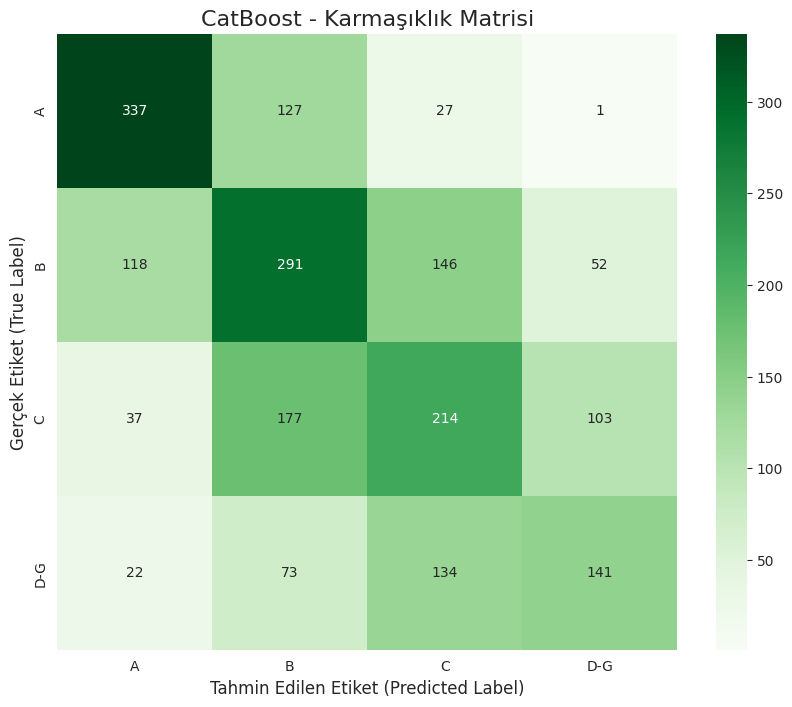 CatBoost - Karmaşıklık Matrisi
Gerçek Etiket (True Label)
A
337
127
27
1
B
118
291
146
52
C
37
177
214
103
D-G
22
73
134
141
A
B
C
D-G
Tahmin Edilen Etiket (Predicted Label)
300
250
200
150
100
50